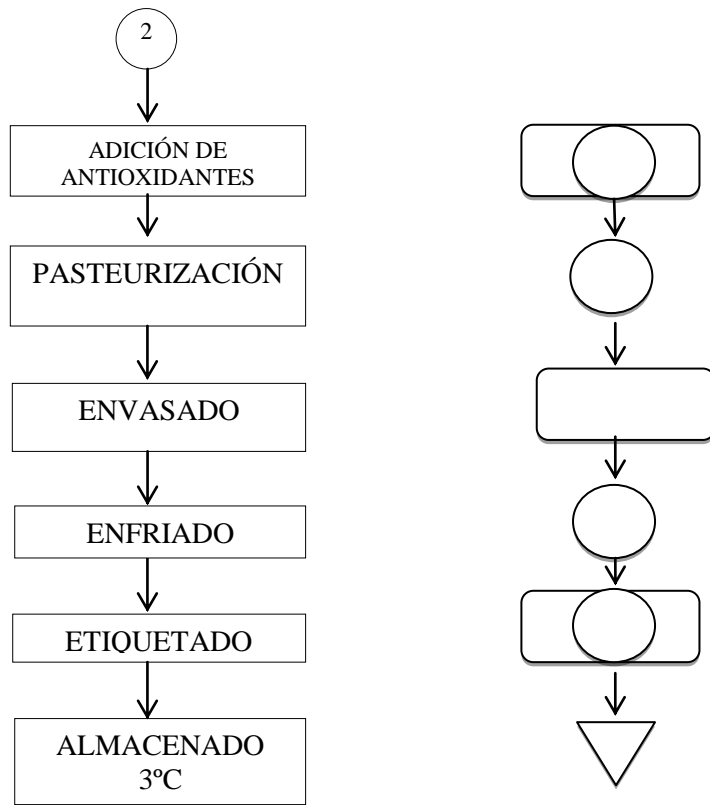 2
ADICIÓN DE
ANTIOXIDANTES
PASTEURIZACIÓN
ENVASADO
ENFRIADO
ETIQUETADO
ALMACENADO
3ºC